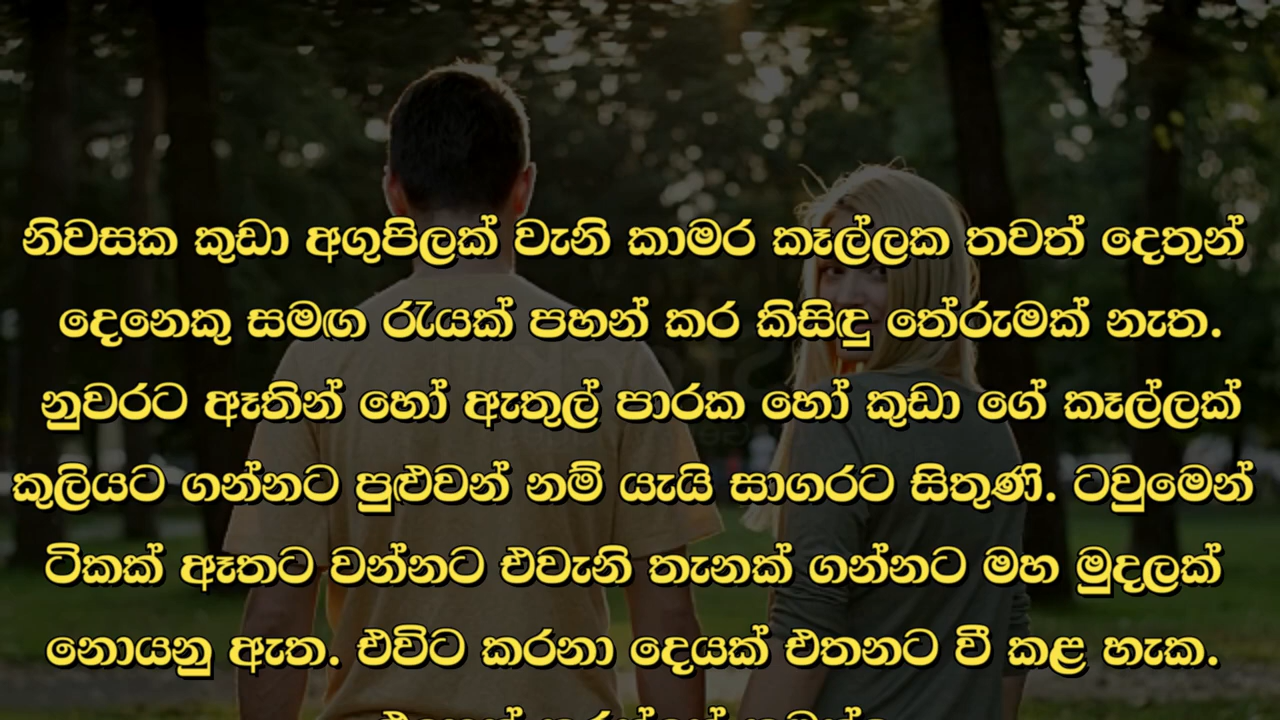 නිවසක කුඩා අගුපිලක් වැනි කාමර කෑල්ලක තවත් දෙතුන්
දෙනෙකු සමඟ රැයක් පහන් කර කිසිඳු තේරුමක් නැත.
නුවරට ඈතින් හෝ ඇතුල් පාරක හෝ කුඩා ගේ කෑල්ලක්
කුලියට ගන්නට පුළුවන් නම් යැයි සාගරට සිතුණි. ටවුමෙන්
ටිකක් ඈතට වන්නට එවැනි තැනක් ගන්නට මහ මුදලක්
නොයනු ඇත. එවිට කරනා දෙයක් එතනට වී කළ හැක.